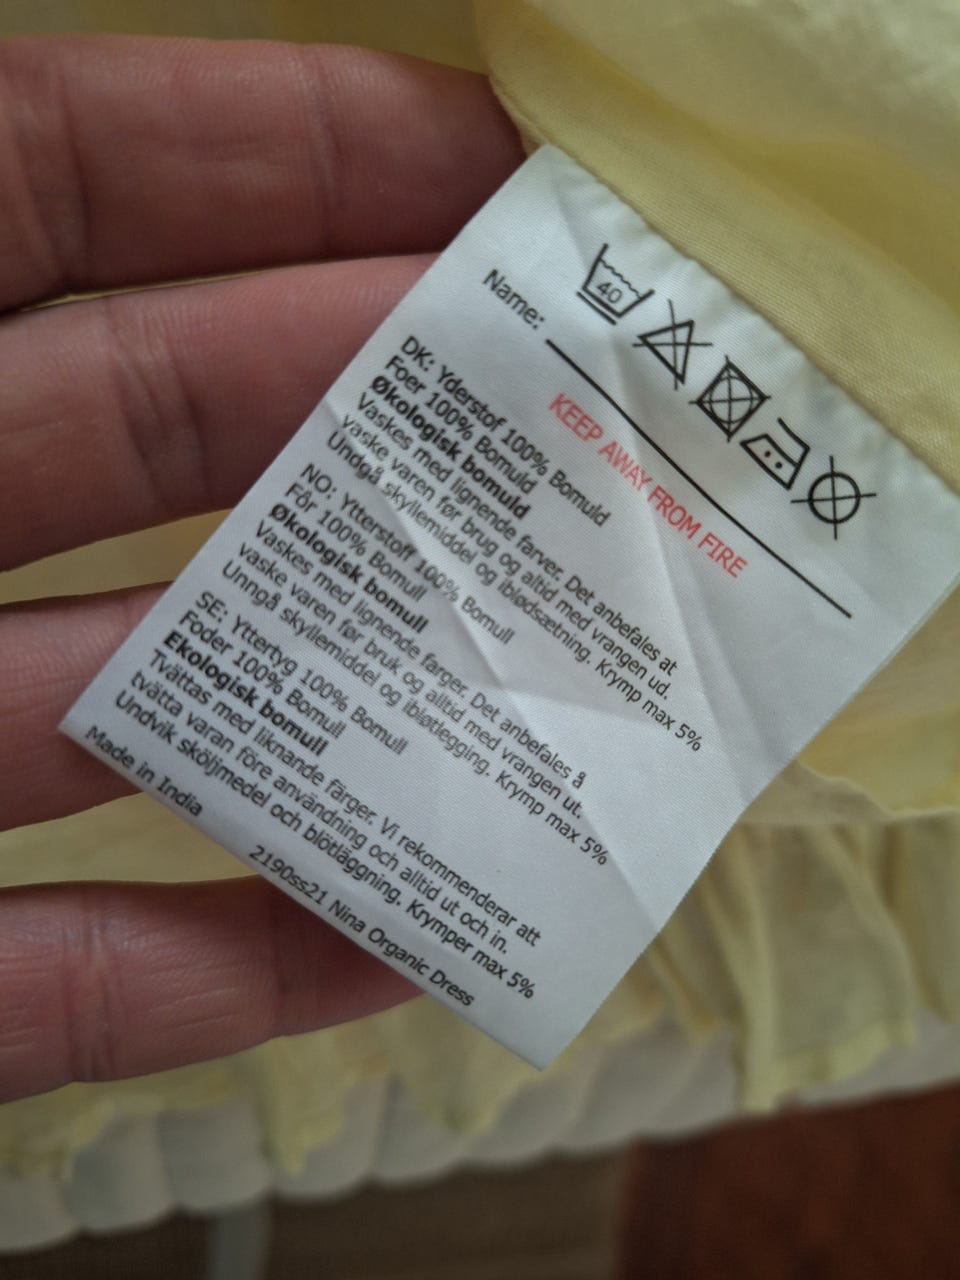 40
Name:
KEEP AWAY FROM FIRE
DK: Yderstof 100% Bomuld
Foer 100% Bomuld
Økologisk bomuld
Vaskes med lignende farver. Det anbefales at
vaske varen før brug og altid med vrangen ud.
Undgå skyllemiddel og iblødsætning. Krymp max 5%
NO: Ytterstoff 100% Bomull
Fôr 100% Bomull
Økologisk bomull
Vaskes med lignende farger. Det anbefales å
vaske varen før bruk og alltid med vrangen ut.
Unngå skyllemiddel og ibløtlegging. Krymp max 5%
SE: Yttertyg 100% Bomull
Foder 100% Bomull
Ekologisk bomull
Tvättas med liknande färger. Vi rekommenderar att
tvätta varan före användning och alltid ut och in.
Undvik sköljmedel och blötläggning. Krymper max 5%
Made in India
2190ss21 Nina Organic Dress